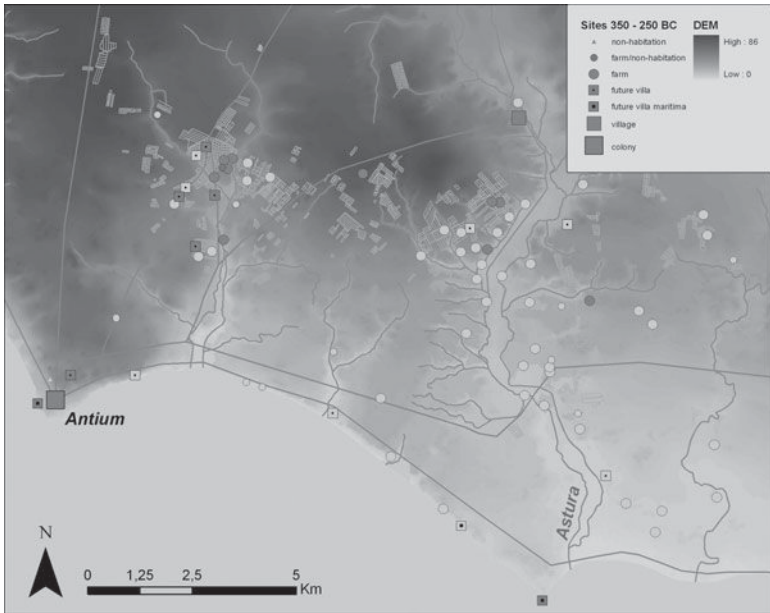 Sites 350 - 250 BC
non-habitation
farm/non-habitation
farm
future villa
future villa maritima
village
colony
DEM
High : 86
Low : 0
Antium
Astura
N
0 1,25 2,5 5
Km